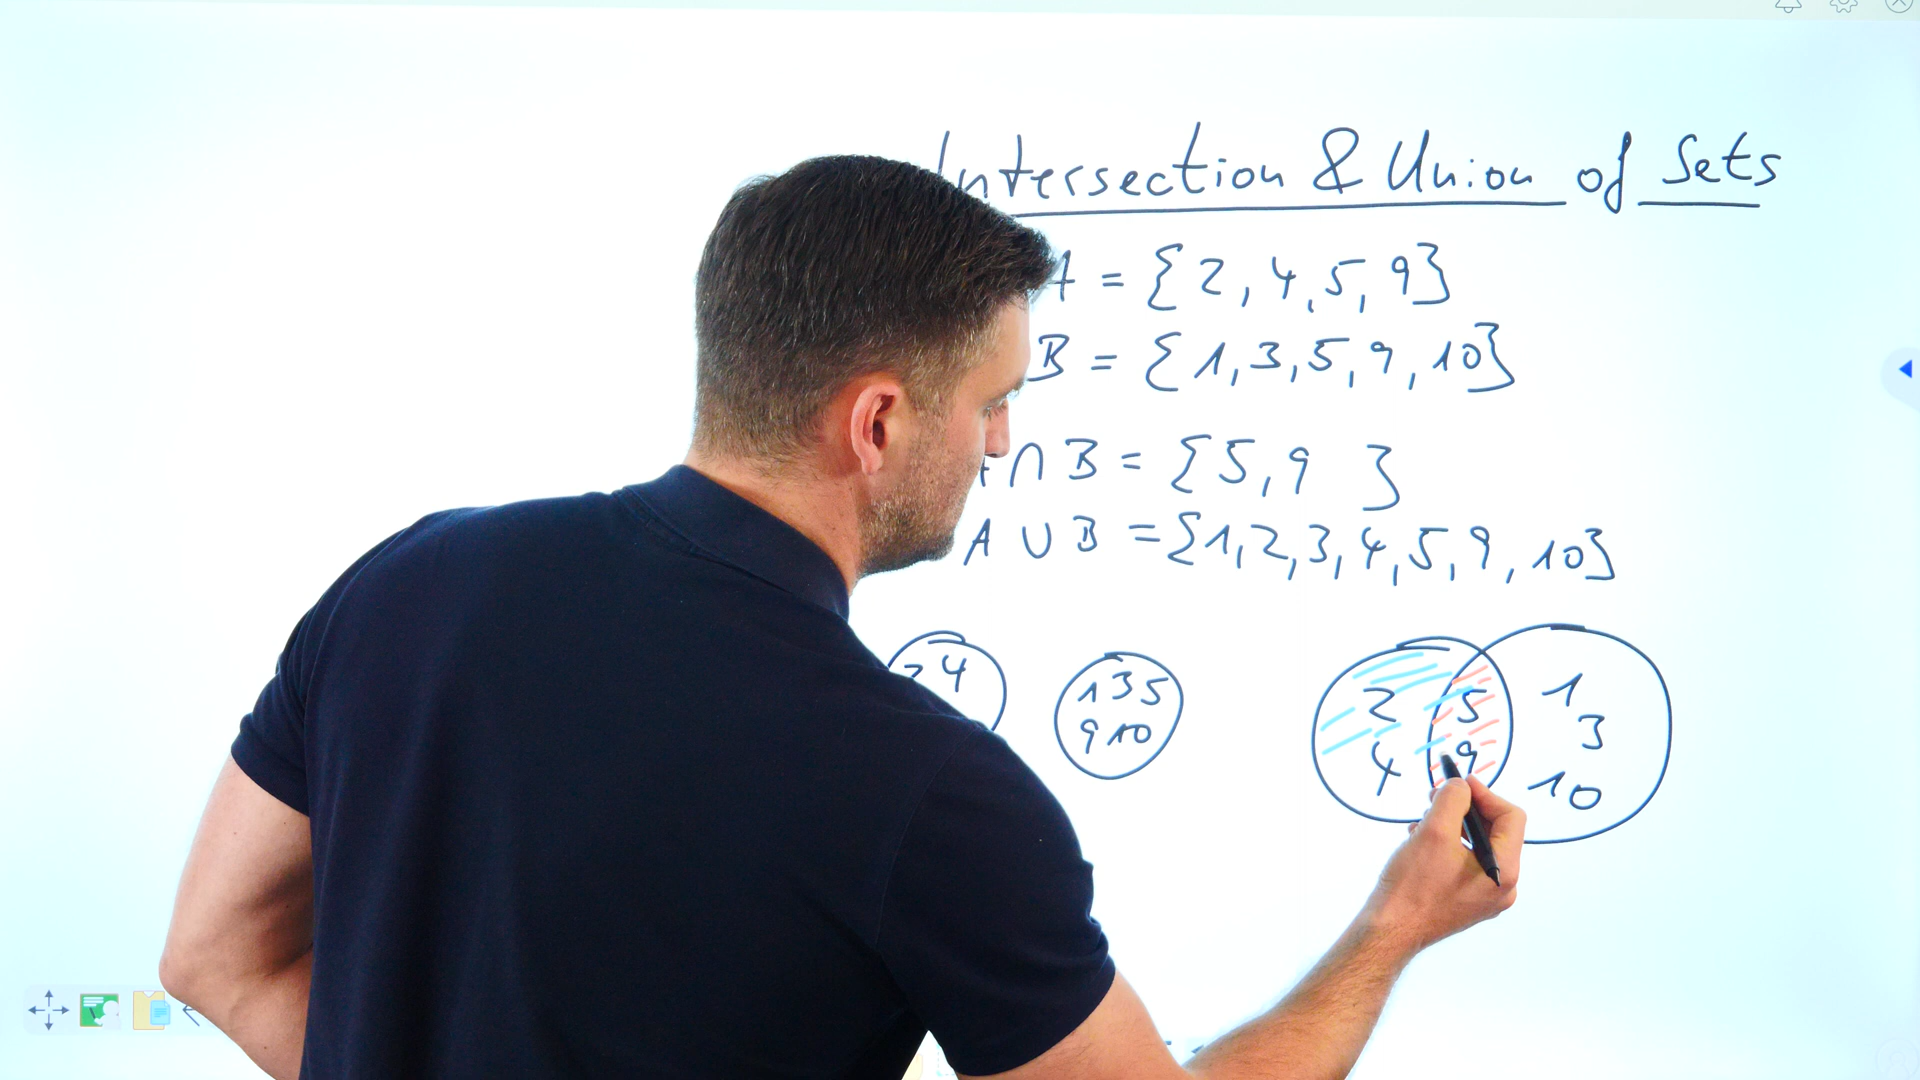 Intersection & Union of Sets
A = {2, 4, 5, 9}
B = {1, 3, 5, 9, 10}
∩ B = {5, 9 }
A ∪ B = {1, 2, 3, 4, 5, 9, 10}
4
1 3 5
9 10
2 5 1
3
4 9
10